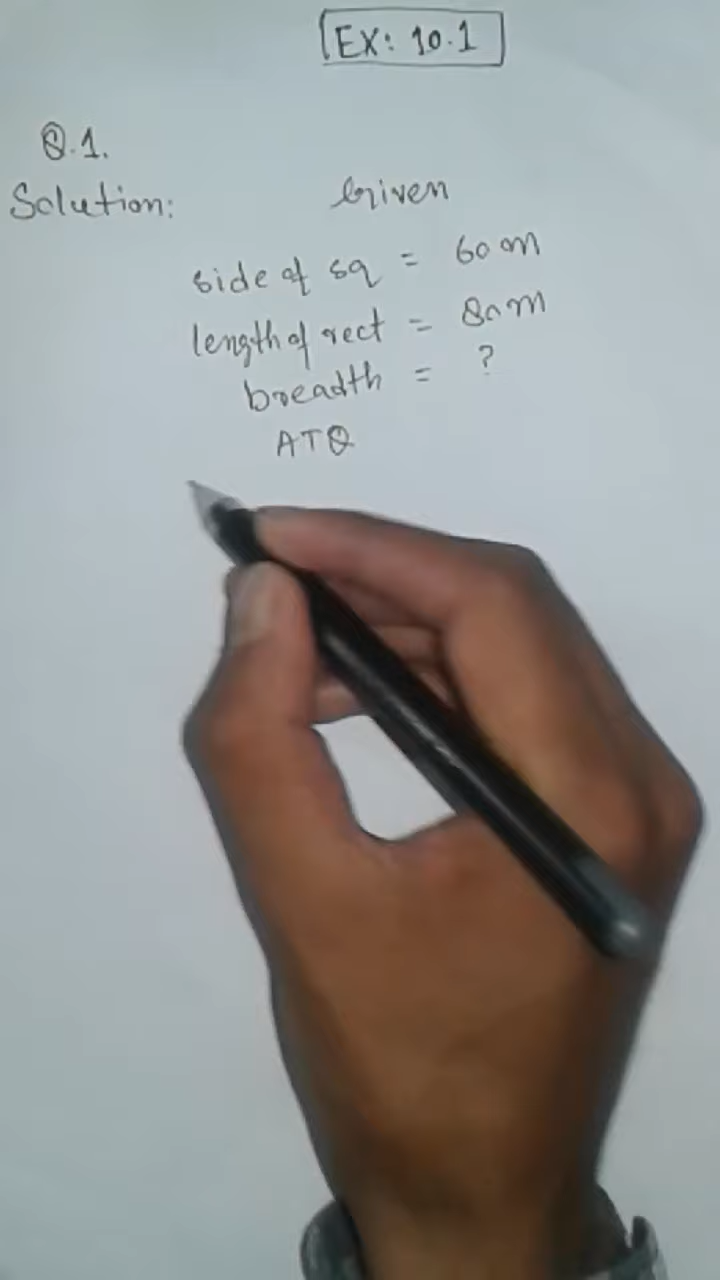 EX: 10.1
Q.1.
Solution: Given
side of sq = 60 m
length of rect = 80 m
breadth = ?
ATQ